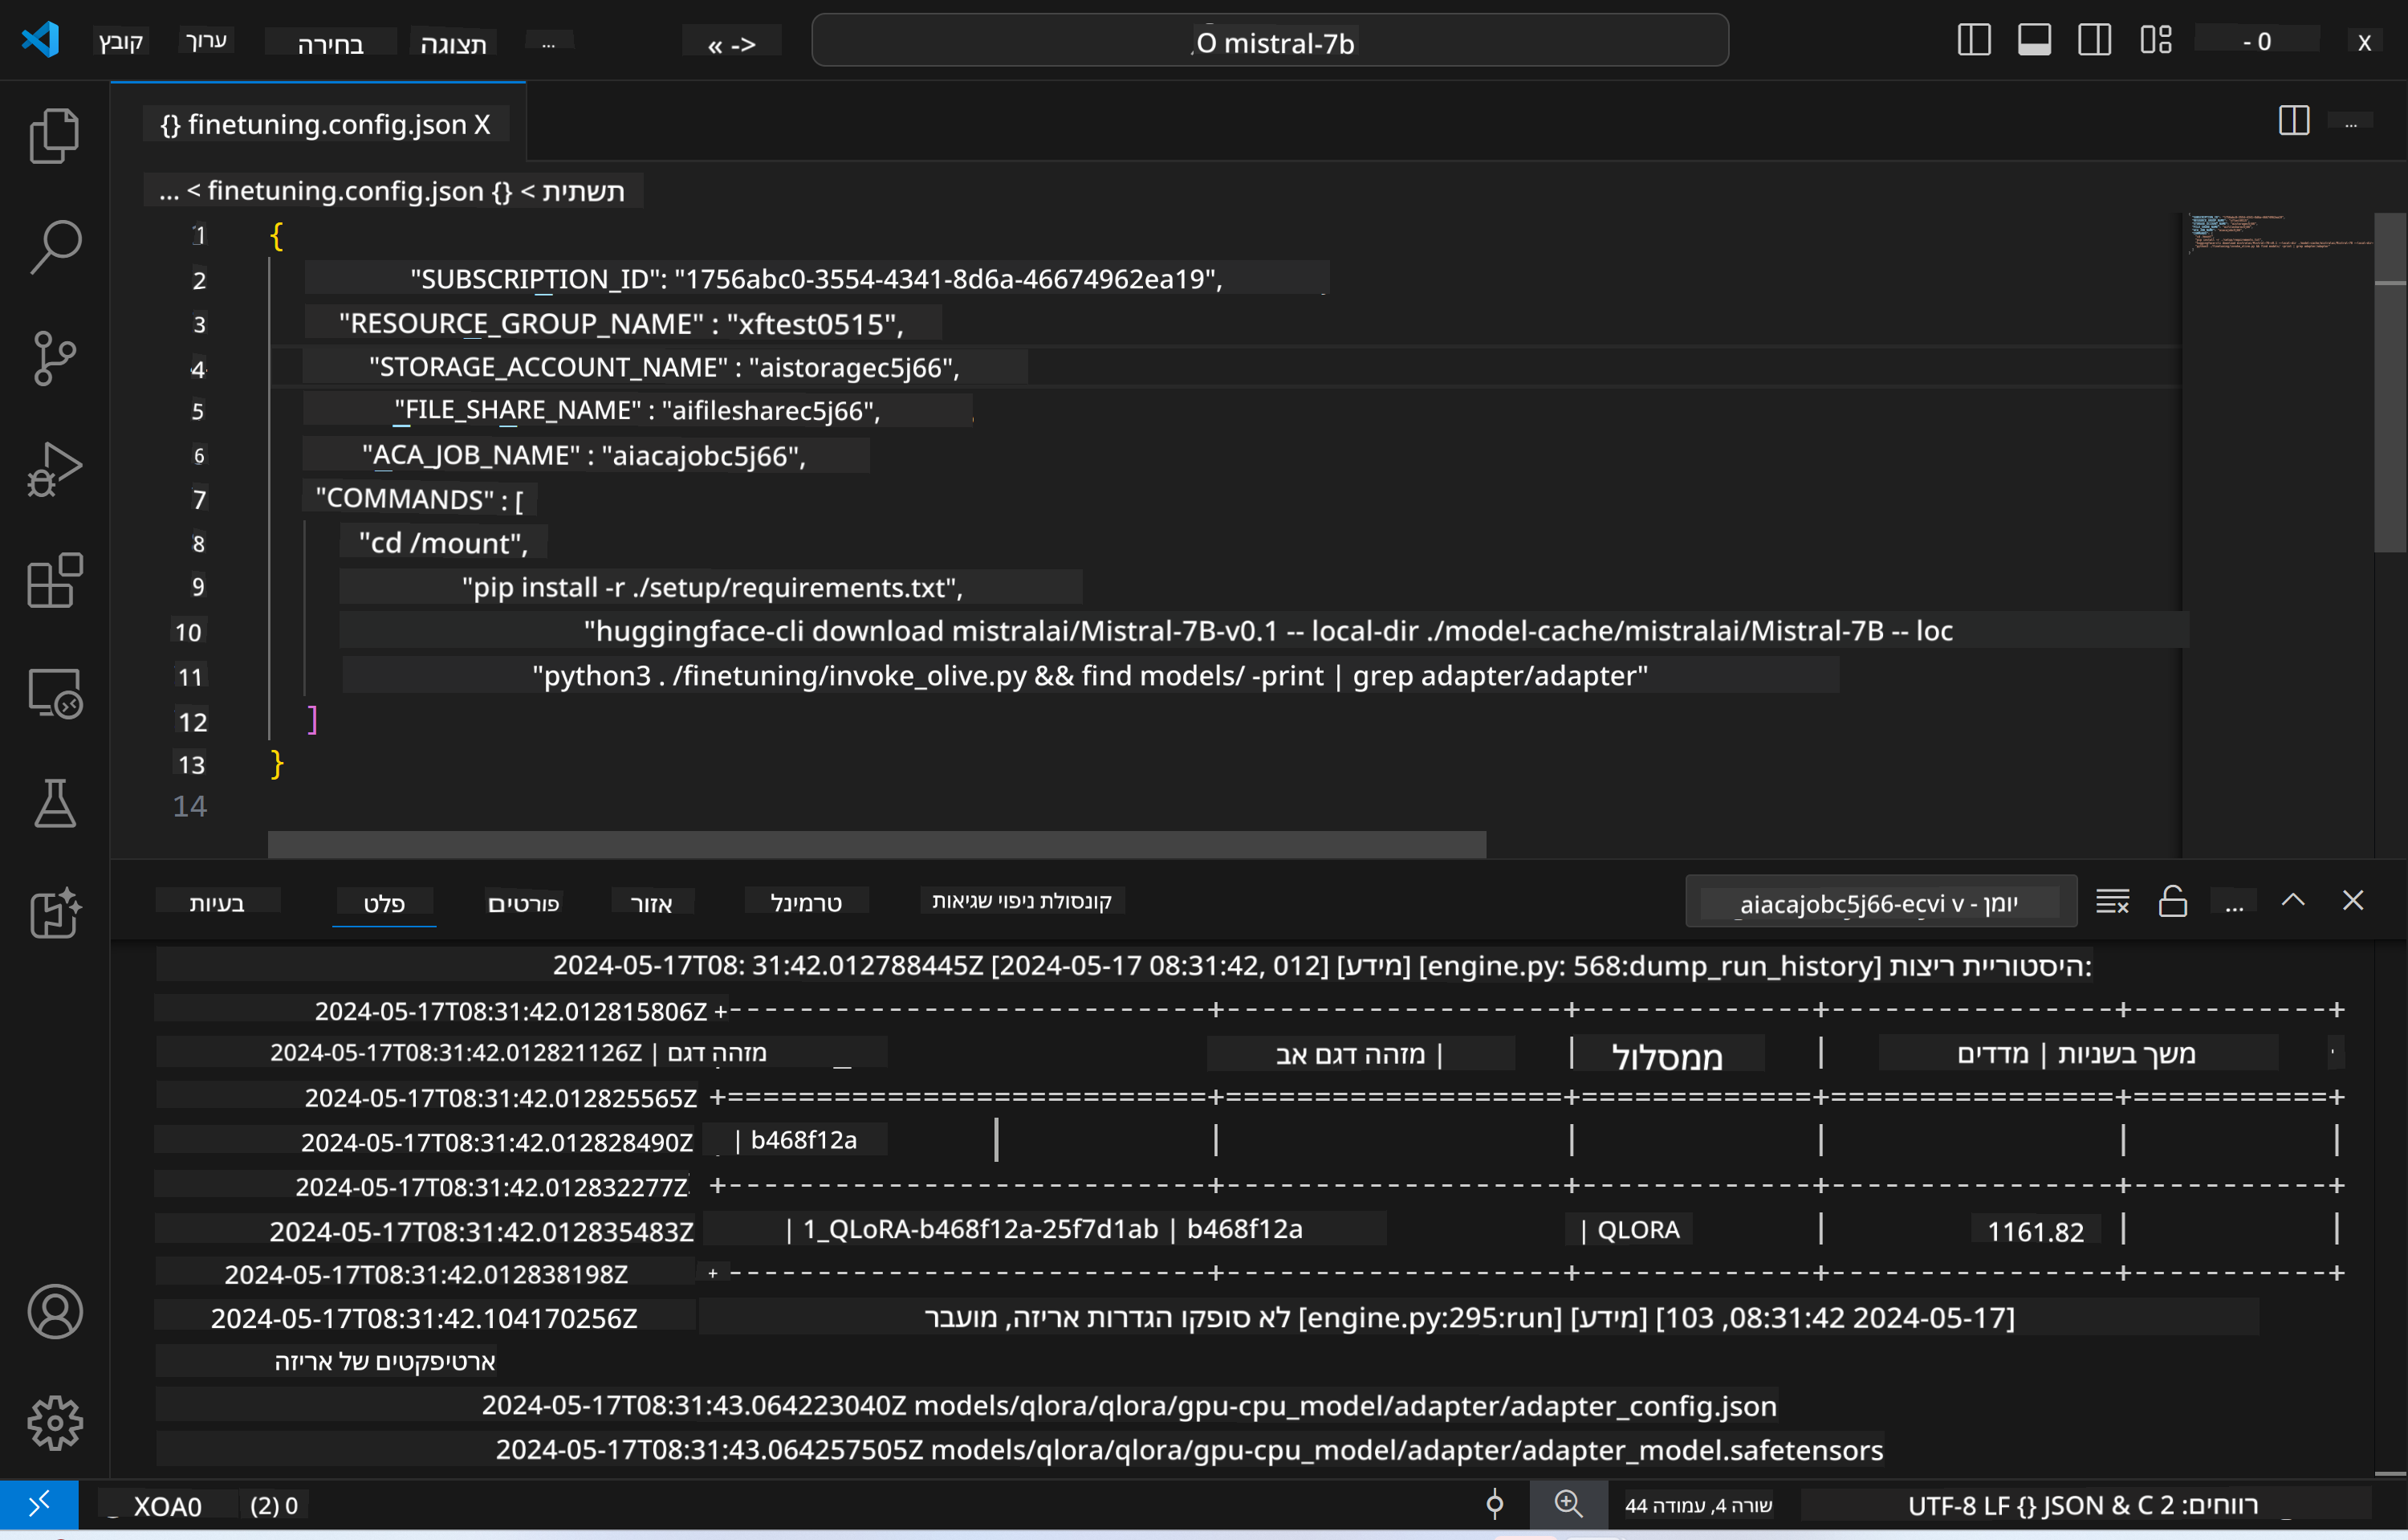 קובץ ערוך בחירה תצוגה ... « -> O mistral-7b - 0 X
{} finetuning.config.json X ...
... < finetuning.config.json {} < תשתית
1 {
2 "SUBSCRIPTION_ID": "1756abc0-3554-4341-8d6a-46674962ea19",
3 "RESOURCE_GROUP_NAME" : "xftest0515",
4 "STORAGE_ACCOUNT_NAME" : "aistoragec5j66",
5 "FILE_SHARE_NAME" : "aifilesharec5j66",
6 "ACA_JOB_NAME" : "aiacajobc5j66",
7 "COMMANDS" : [
8 "cd /mount",
9 "pip install -r ./setup/requirements.txt",
10 "huggingface-cli download mistralai/Mistral-7B-v0.1 -- local-dir ./model-cache/mistralai/Mistral-7B -- loc
11 "python3 . /finetuning/invoke_olive.py && find models/ -print | grep adapter/adapter"
12 ]
13 }
14
בעיות פלט פורטים אזור טרמינל קונסולת ניפוי שגיאות יומן - aiacajobc5j66-ecvi v ...
2024-05-17T08: 31:42.012788445Z [2024-05-17 08:31:42, 012] [מידע] [engine.py: 568:dump_run_history] היסטוריית ריצות:
2024-05-17T08:31:42.012815806Z +---------------------------+-------------------+-------------+----------------+-----------+
2024-05-17T08:31:42.012821126Z | מזהה דגם | מזהה דגם אב | ממסלול | משך בשניות | מדדים
2024-05-17T08:31:42.012825565Z +===========================+===================+=============+================+===========+
2024-05-17T08:31:42.012828490Z | b468f12a | | | | |
2024-05-17T08:31:42.012832277Z +---------------------------+-------------------+-------------+----------------+-----------+
2024-05-17T08:31:42.012835483Z | 1_QLoRA-b468f12a-25f7d1ab | b468f12a | QLORA | 1161.82 | |
2024-05-17T08:31:42.012838198Z +---------------------------+-------------------+-------------+----------------+-----------+
2024-05-17T08:31:42.104170256Z [2024-05-17 08:31:42, 103] [מידע] [engine.py:295:run] לא סופקו הגדרות אריזה, מועבר
ארטיפקטים של אריזה
2024-05-17T08:31:43.064223040Z models/qlora/qlora/gpu-cpu_model/adapter/adapter_config.json
2024-05-17T08:31:43.064257505Z models/qlora/qlora/gpu-cpu_model/adapter/adapter_model.safetensors
XOA0 (2) 0 שורה 4, עמודה 44 רווחים: 2 UTF-8 LF {} JSON & C